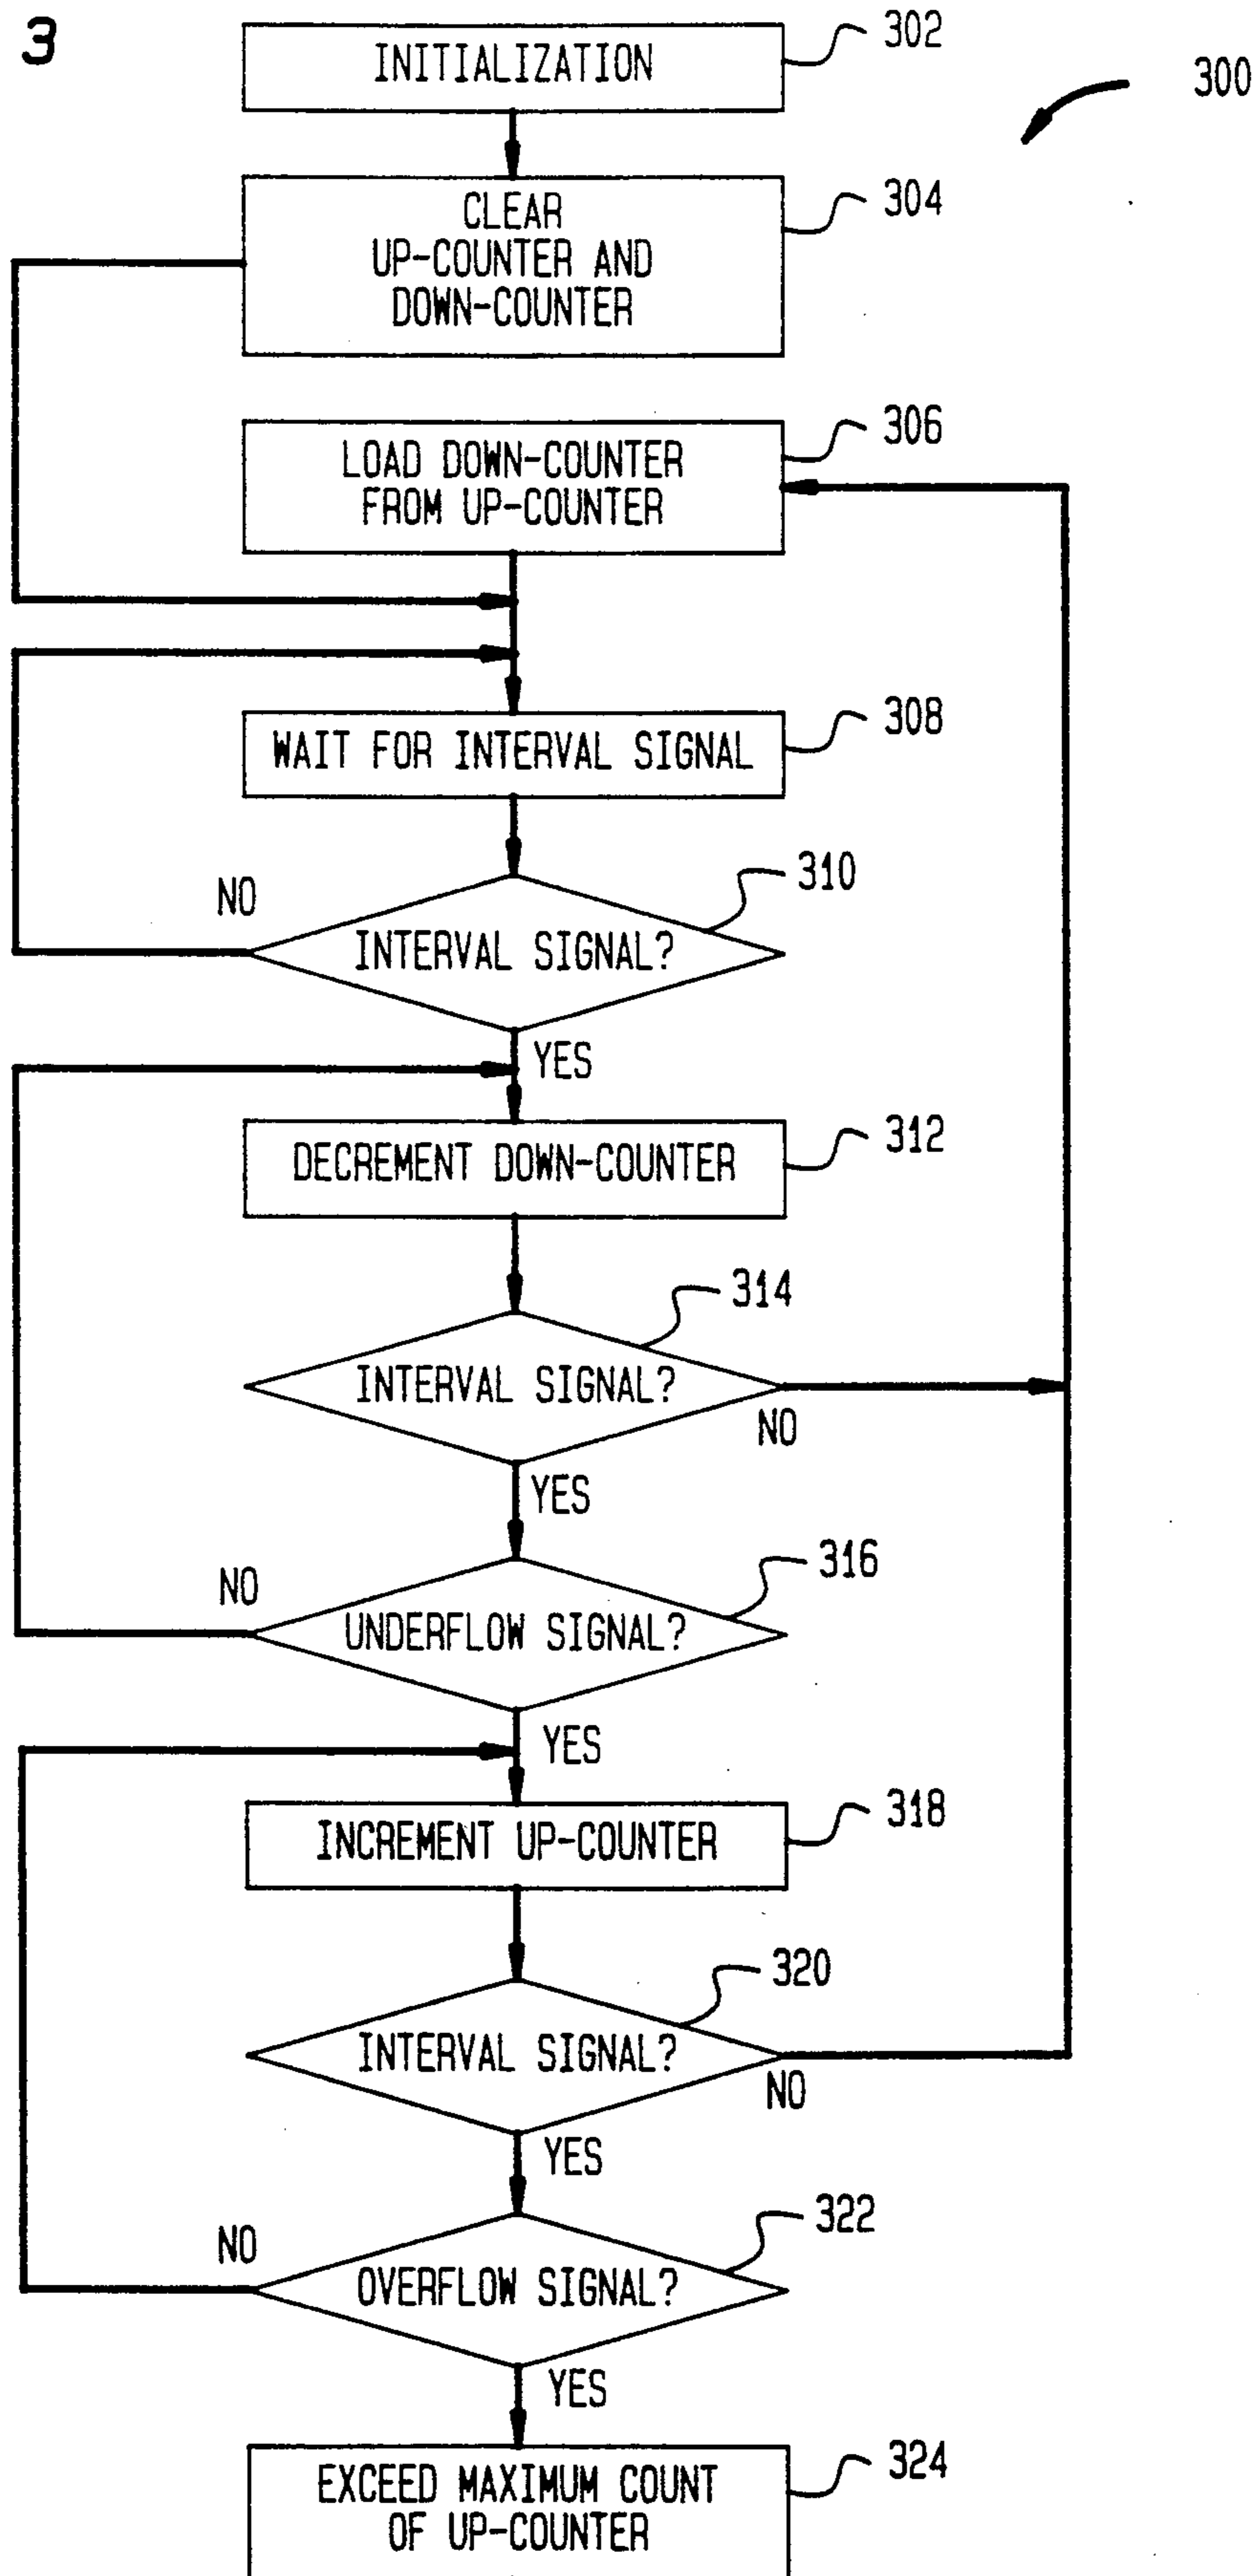 3
INITIALIZATION
302
300
CLEAR
UP-COUNTER AND
DOWN-COUNTER
304
LOAD DOWN-COUNTER
FROM UP-COUNTER
306
WAIT FOR INTERVAL SIGNAL
308
310
NO
INTERVAL SIGNAL?
YES
DECREMENT DOWN-COUNTER
312
314
INTERVAL SIGNAL?
NO
YES
316
NO
UNDERFLOW SIGNAL?
YES
INCREMENT UP-COUNTER
318
320
INTERVAL SIGNAL?
NO
YES
322
NO
OVERFLOW SIGNAL?
YES
EXCEED MAXIMUM COUNT
OF UP-COUNTER
324